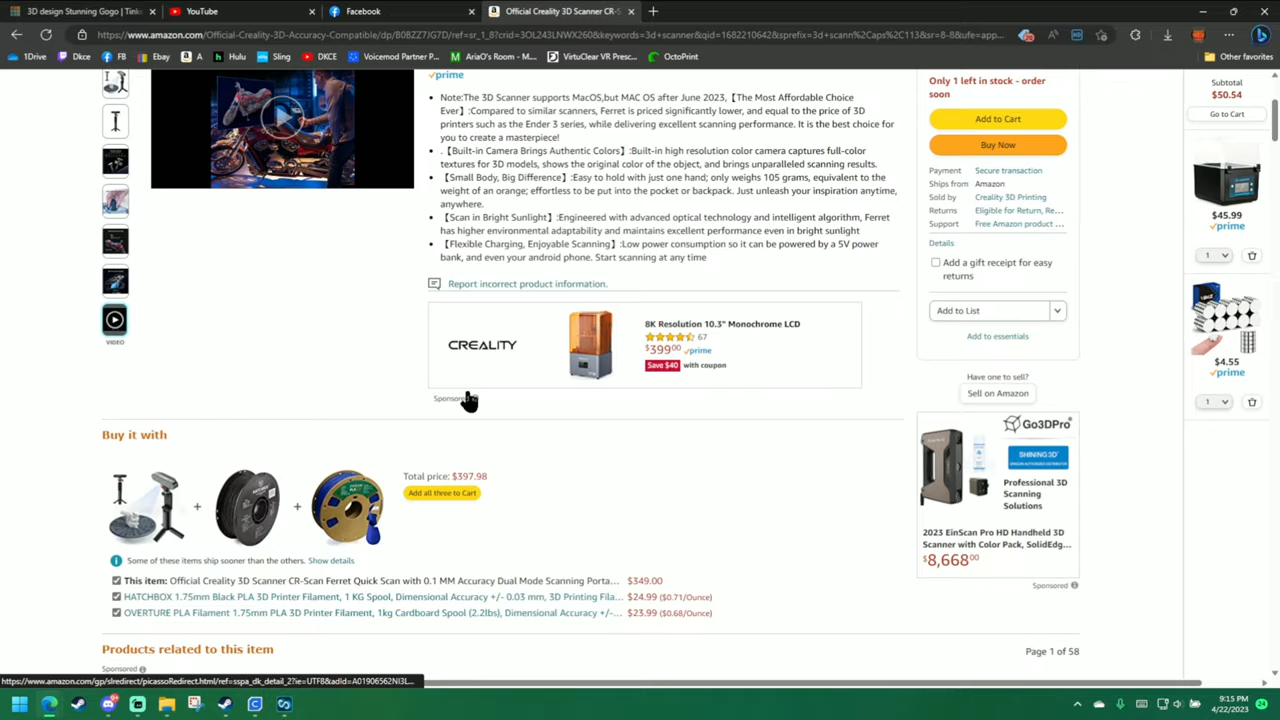 3D design Stunning Gogo | Tink
YouTube
Facebook
Official Creality 3D Scanner CR-S
https://www.amazon.com/Official-Creality-3D-Accuracy-Compatible/dp/B0BZZ7JG7D/ref=sr_1_8?crid=3OL243LNWX260&keywords=3d+scanner&qid=1682210642&sprefix=3d+scann%2Caps%2C113&sr=8-8&ufe=app...
1Drive
Dkce
FB
Ebay
A
Hulu
Sling
DKCE
Voicemod Partner P...
AriaO's Room - M...
VirtuClear VR Presc...
OctoPrint
Other favorites
prime
Note:The 3D Scanner supports MacOS,but MAC OS after June 2023,【The Most Affordable Choice
Ever】:Compared to similar scanners, Ferret is priced significantly lower, and equal to the price of 3D
printers such as the Ender 3 series, while delivering excellent scanning performance. It is the best choice for
you to create a masterpiece!
.【Built-in Camera Brings Authentic Colors】:Built-in high resolution color camera captures full-color
textures for 3D models, shows the original color of the object, and brings unparalleled scanning results.
【Small Body, Big Difference】:Easy to hold with just one hand; only weighs 105 grams, equivalent to the
weight of an orange; effortless to be put into the pocket or backpack. Just unleash your inspiration anytime,
anywhere.
【Scan in Bright Sunlight】:Engineered with advanced optical technology and intelligent algorithm, Ferret
has higher environmental adaptability and maintains excellent performance even in bright sunlight
【Flexible Charging, Enjoyable Scanning】:Low power consumption so it can be powered by a 5V power
bank, and even your android phone. Start scanning at any time
Report incorrect product information.
VIDEO
CREALITY
8K Resolution 10.3" Monochrome LCD
67
$399.00 prime
Save $40 with coupon
Sponsored
Only 1 left in stock - order
soon
Add to Cart
Buy Now
Payment Secure transaction
Ships from Amazon
Sold by Creality 3D Printing
Returns Eligible for Return, Re...
Support Free Amazon product ...
Details
Add a gift receipt for easy
returns
Add to List
Add to essentials
Have one to sell?
Sell on Amazon
Go3DPro
SHINING 3D
Professional 3D
Scanning
Solutions
2023 EinScan Pro HD Handheld 3D
Scanner with Color Pack, SolidEdg...
$8,668.00
Sponsored
Subtotal
$50.54
Go to Cart
$45.99
prime
1
$4.55
prime
1
Buy it with
+
+
Total price: $397.98
Add all three to Cart
Some of these items ship sooner than the others. Show details
This item: Official Creality 3D Scanner CR-Scan Ferret Quick Scan with 0.1 MM Accuracy Dual Mode Scanning Porta... $349.00
HATCHBOX 1.75mm Black PLA 3D Printer Filament, 1 KG Spool, Dimensional Accuracy +/- 0.03 mm, 3D Printing Fila... $24.99 ($0.71/Ounce)
OVERTURE PLA Filament 1.75mm PLA 3D Printer Filament, 1kg Cardboard Spool (2.2lbs), Dimensional Accuracy +/-... $23.99 ($0.68/Ounce)
Products related to this item
Page 1 of 58
Sponsored
https://www.amazon.com/gp/slredirect/picassoRedirect.html/ref=sspa_dk_detail_2?ie=UTF8&adId=A01906562NI3L...
9:15 PM
4/22/2023